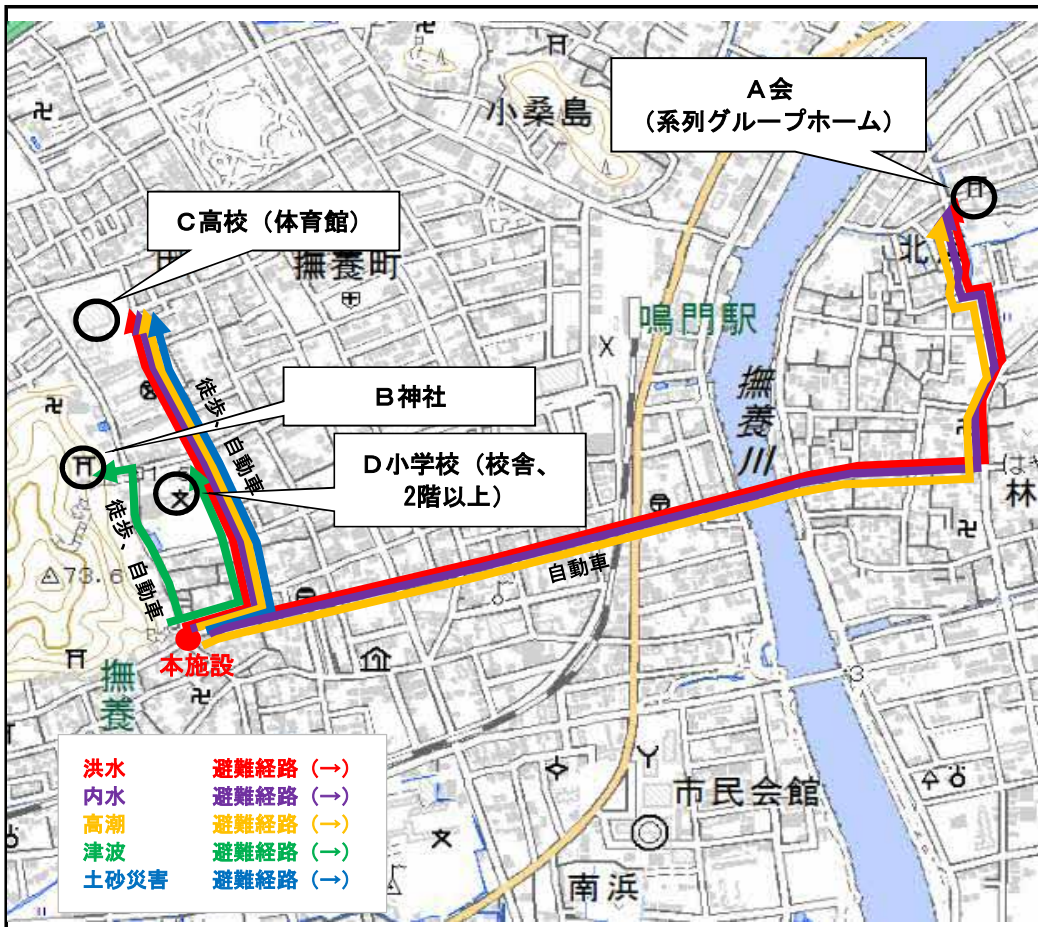 小桑島
A会
(系列グループホーム)
C高校（体育館）
撫養町
鳴門駅
撫養川
B神社
D小学校（校舎、
2階以上）
徒歩、自動車
徒歩、自動車
自動車
73.6
本施設
撫養
林
市民会館
南浜
洪水 避難経路（→）
内水 避難経路（→）
高潮 避難経路（→）
津波 避難経路（→）
土砂災害 避難経路（→）